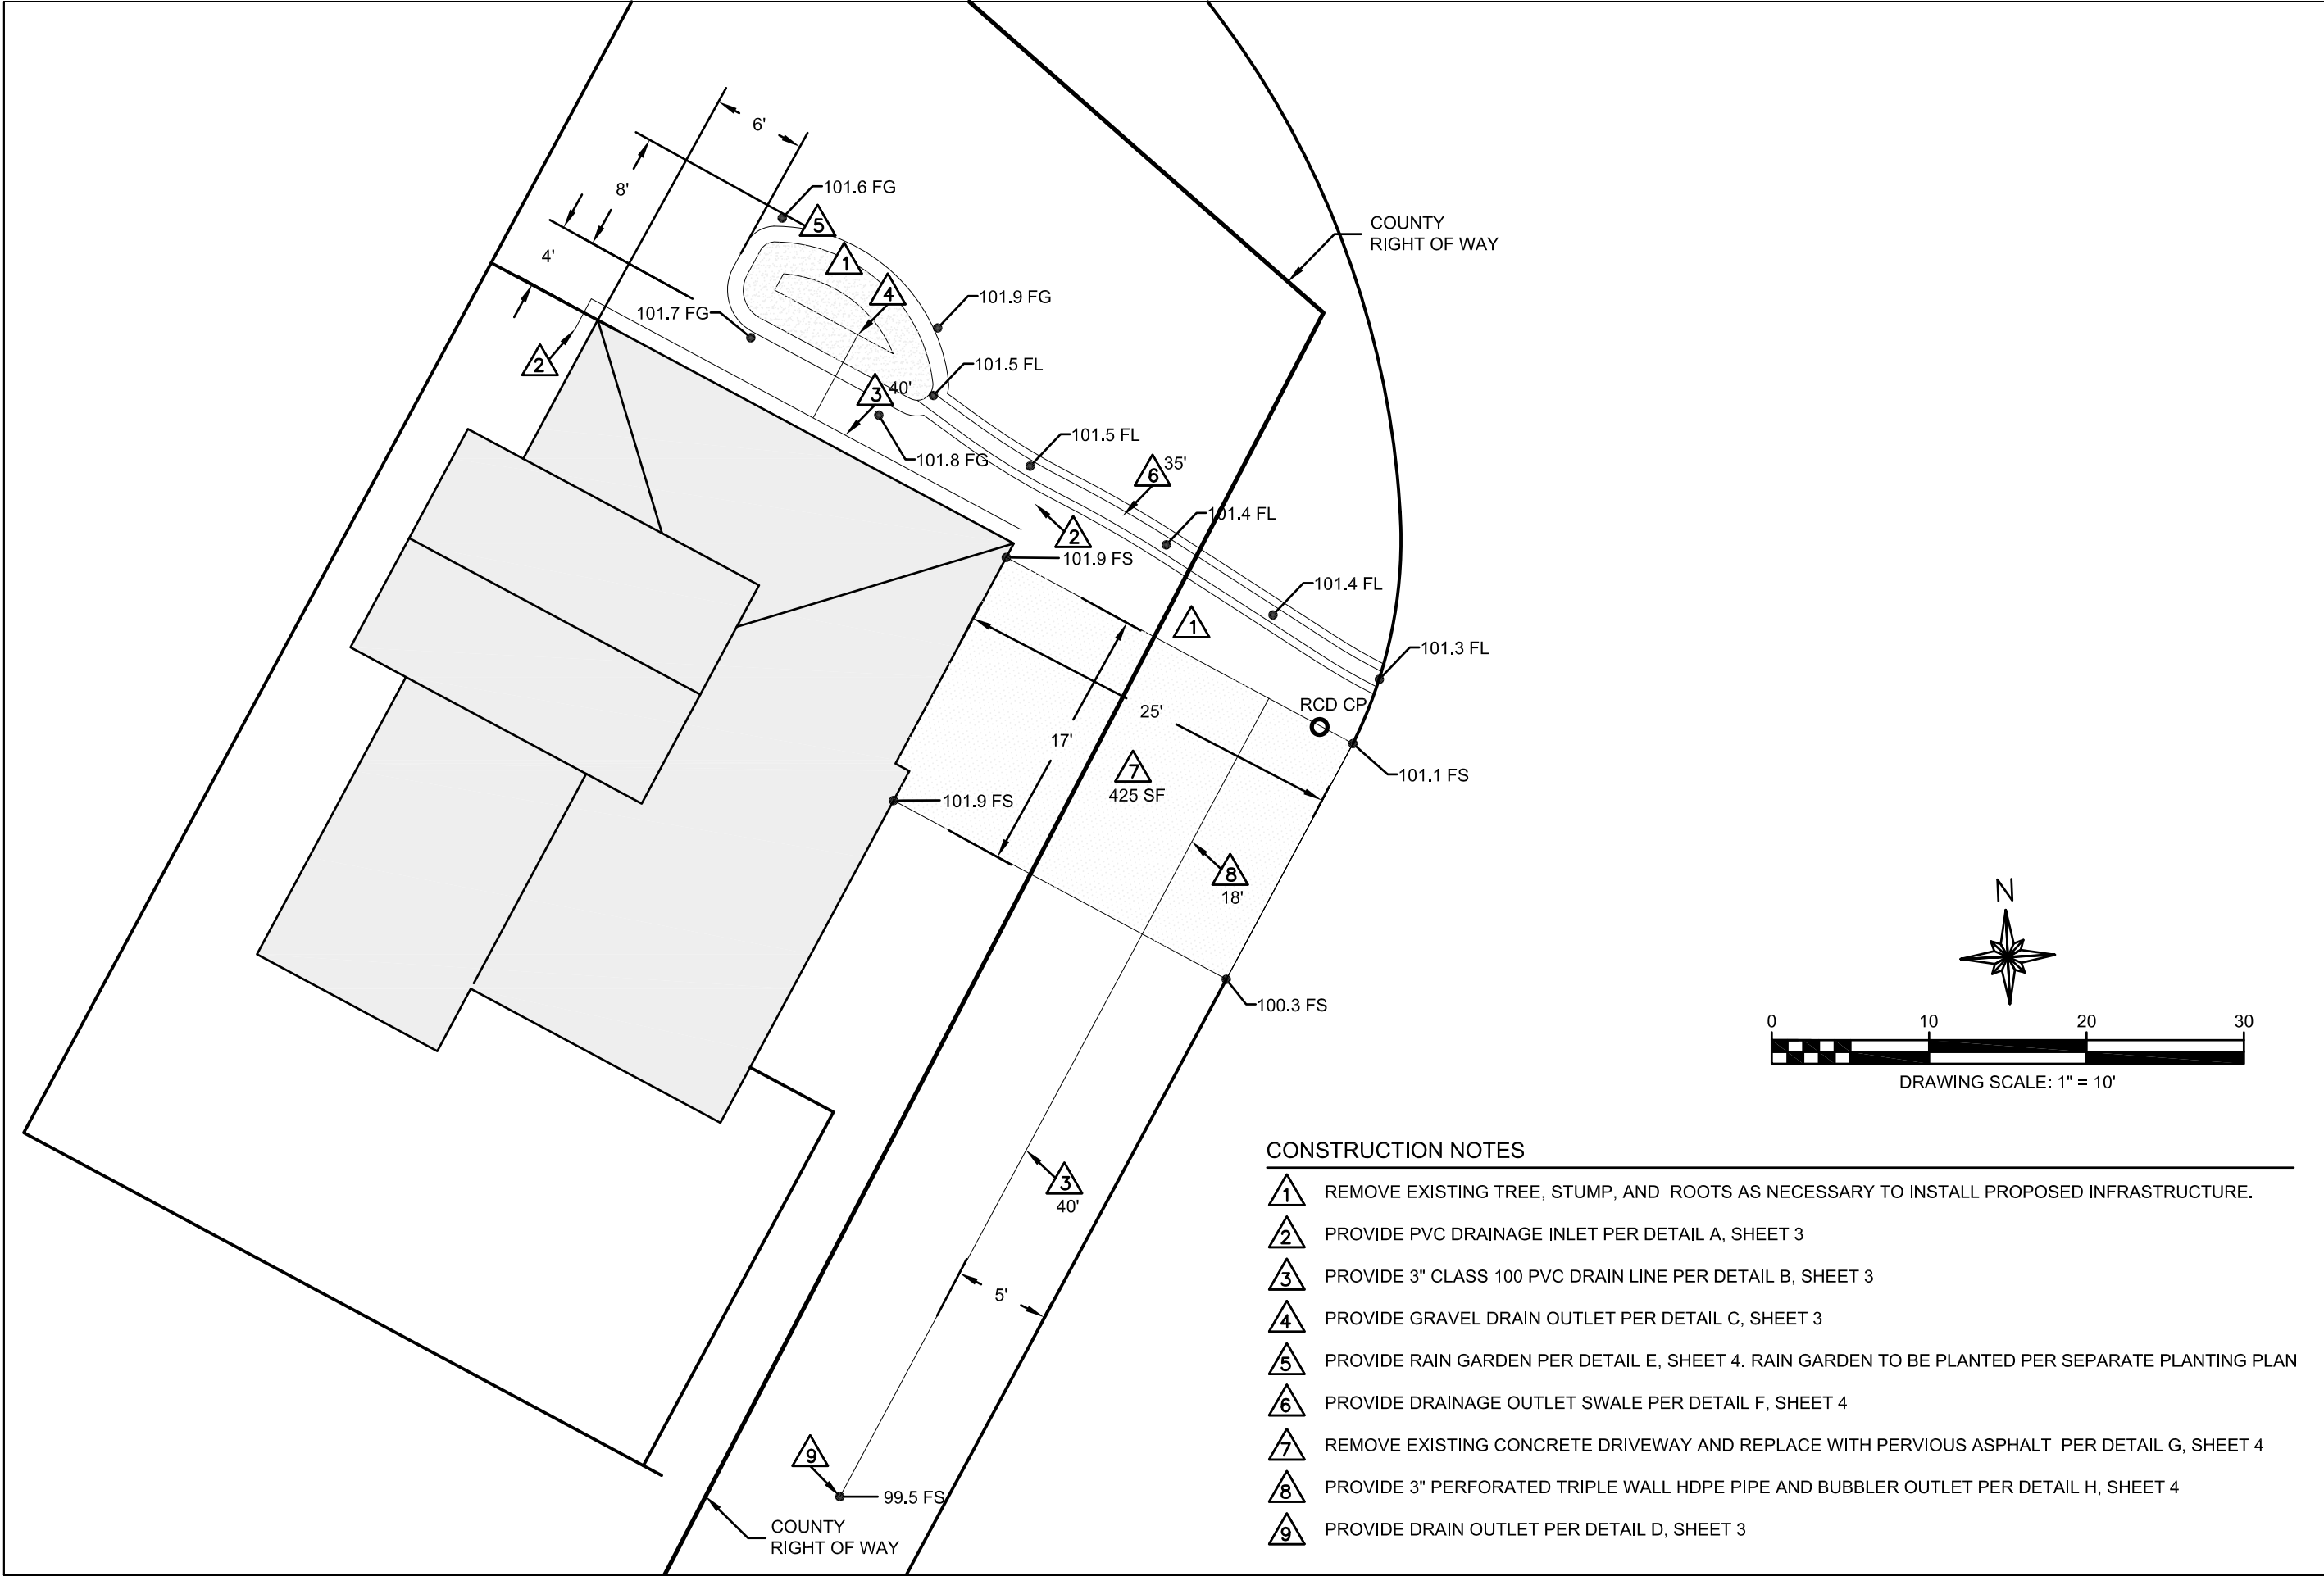 6'
101.6 FG
8'
5
COUNTY
RIGHT OF WAY
1
4'
4
101.9 FG
101.7 FG
2
101.5 FL
3
40'
101.5 FL
101.8 FG
6
35'
101.4 FL
2
101.9 FS
101.4 FL
1
101.3 FL
RCD CP
25'
17'
7
425 SF
101.1 FS
101.9 FS
8
18'
N
100.3 FS
0 10 20 30
DRAWING SCALE: 1" = 10'
3
40'
5'
9
99.5 FS
COUNTY
RIGHT OF WAY
CONSTRUCTION NOTES
1 REMOVE EXISTING TREE, STUMP, AND ROOTS AS NECESSARY TO INSTALL PROPOSED INFRASTRUCTURE.
2 PROVIDE PVC DRAINAGE INLET PER DETAIL A, SHEET 3
3 PROVIDE 3" CLASS 100 PVC DRAIN LINE PER DETAIL B, SHEET 3
4 PROVIDE GRAVEL DRAIN OUTLET PER DETAIL C, SHEET 3
5 PROVIDE RAIN GARDEN PER DETAIL E, SHEET 4. RAIN GARDEN TO BE PLANTED PER SEPARATE PLANTING PLAN
6 PROVIDE DRAINAGE OUTLET SWALE PER DETAIL F, SHEET 4
7 REMOVE EXISTING CONCRETE DRIVEWAY AND REPLACE WITH PERVIOUS ASPHALT PER DETAIL G, SHEET 4
8 PROVIDE 3" PERFORATED TRIPLE WALL HDPE PIPE AND BUBBLER OUTLET PER DETAIL H, SHEET 4
9 PROVIDE DRAIN OUTLET PER DETAIL D, SHEET 3